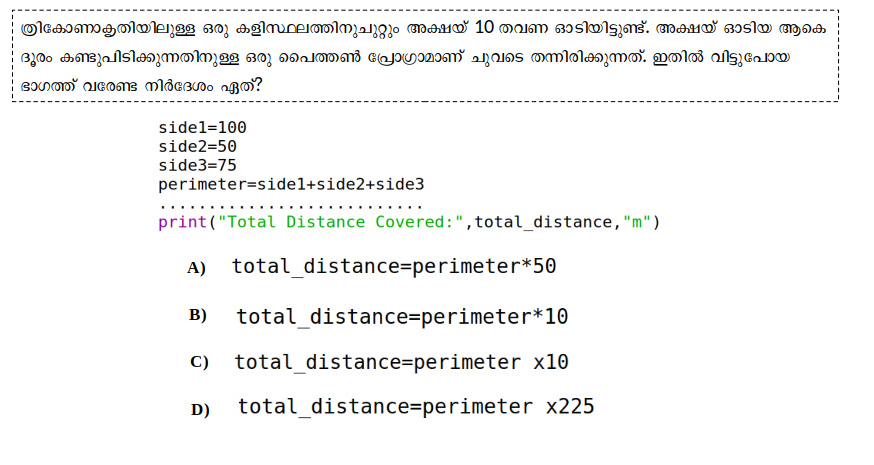 ത്രികോണാകൃതിയിലുള്ള ഒരു കളിസ്ഥലത്തിനുചുറ്റും അക്ഷയ് 10 തവണ ഓടിയിട്ടുണ്ട്. അക്ഷയ് ഓടിയ ആകെ
ദൂരം കണ്ടുപിടിക്കുന്നതിനുള്ള ഒരു പൈത്തൺ പ്രോഗ്രാമാണ് ചുവടെ തന്നിരിക്കുന്നത്. ഇതിൽ വിട്ടുപോയ
ഭാഗത്ത് വരേണ്ട നിർദേശം ഏത്?
side1=100
side2=50
side3=75
perimeter=side1+side2+side3
...........................
print("Total Distance Covered:",total_distance,"m")
A) total_distance=perimeter*50
B) total_distance=perimeter*10
C) total_distance=perimeter x10
D) total_distance=perimeter x225